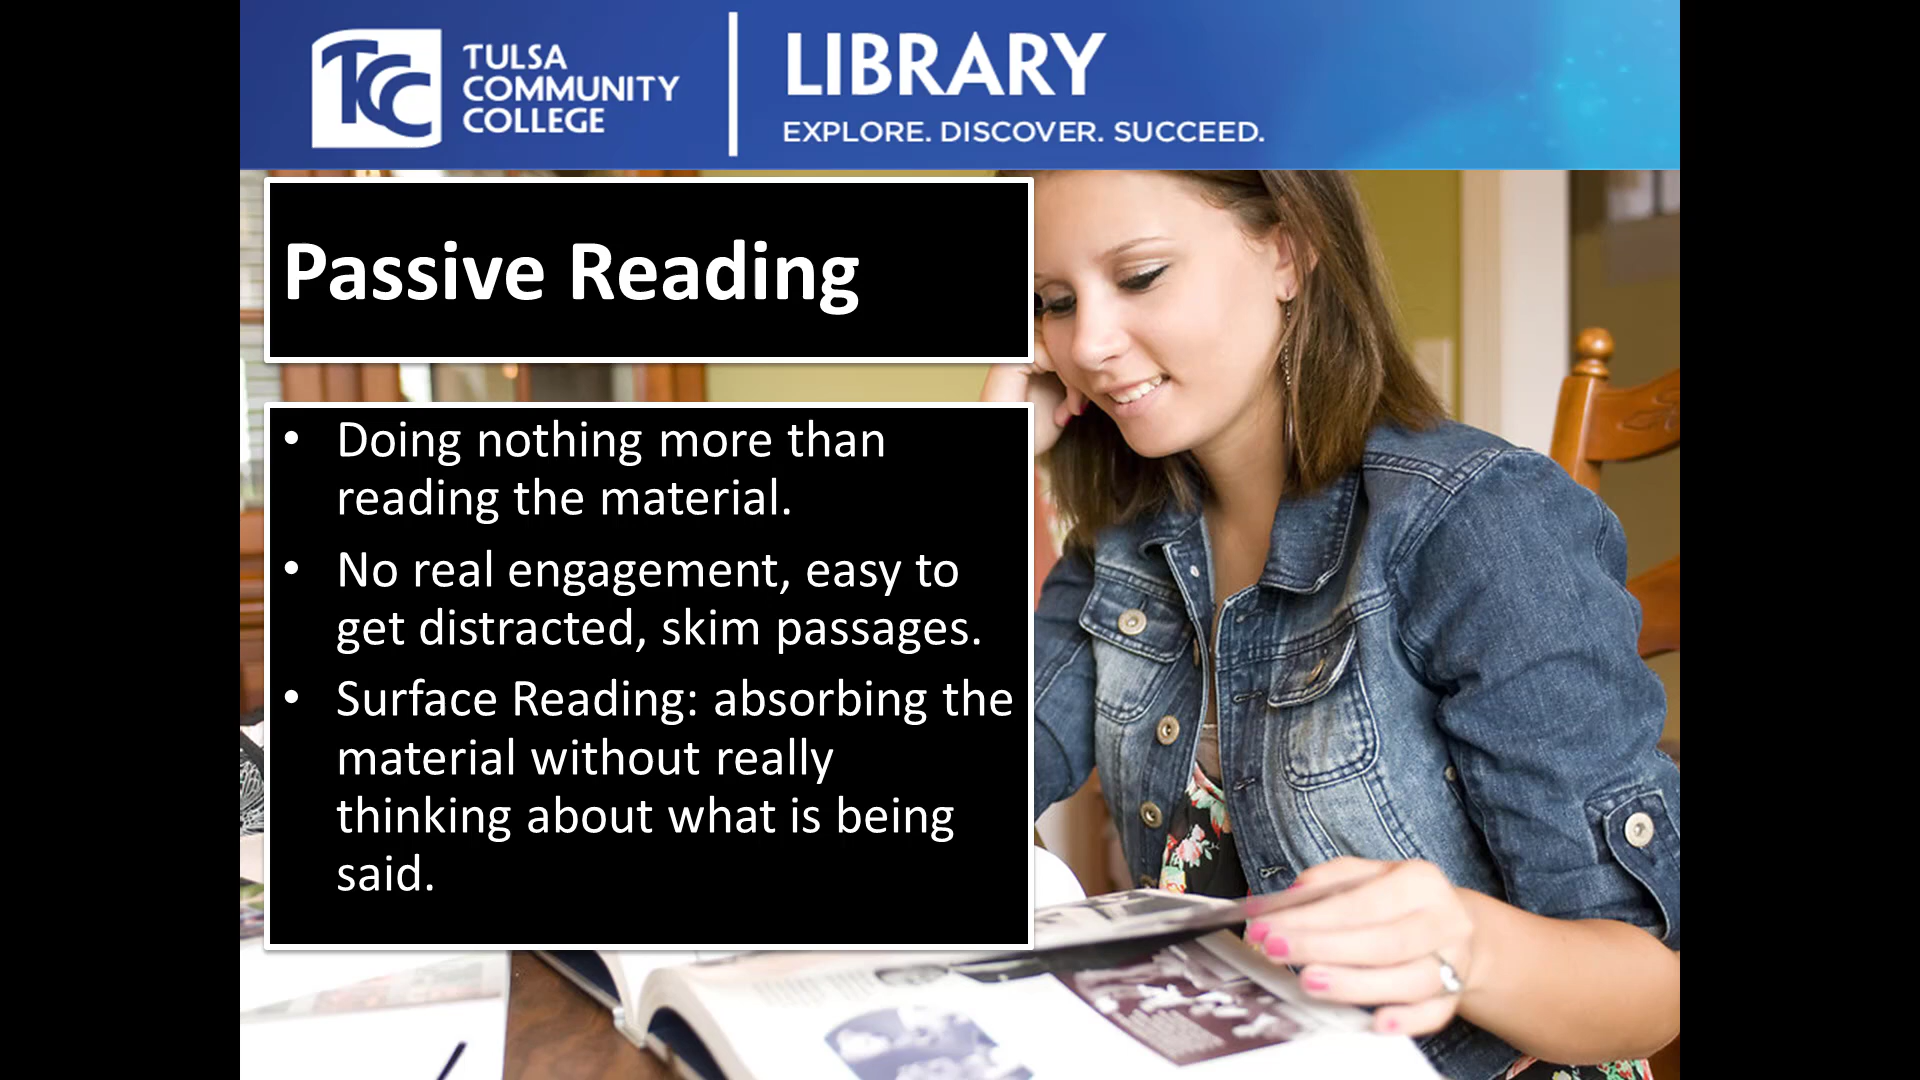 TCC
TULSA
COMMUNITY
COLLEGE
LIBRARY
EXPLORE. DISCOVER. SUCCEED.
Passive Reading
• Doing nothing more than
reading the material.
• No real engagement, easy to
get distracted, skim passages.
• Surface Reading: absorbing the
material without really
thinking about what is being
said.